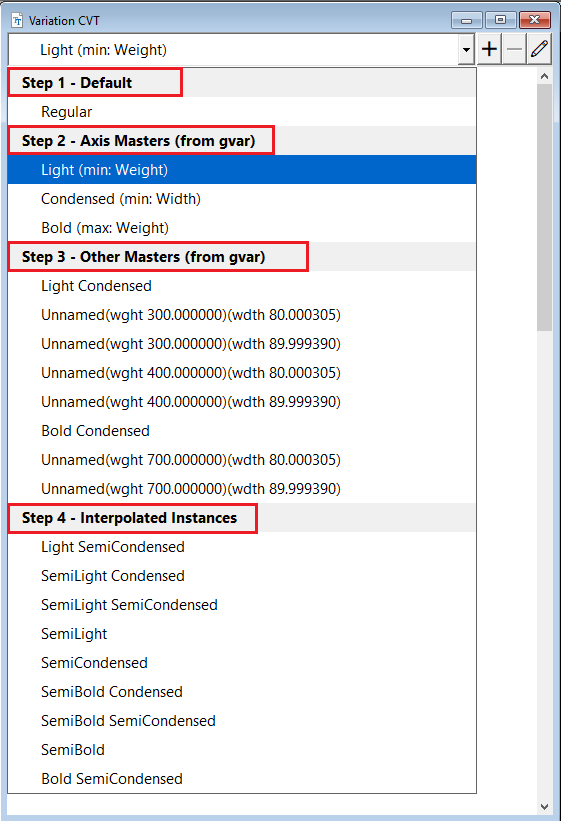 Variation CVT
Light (min: Weight)
Step 1 - Default
Regular
Step 2 - Axis Masters (from gvar)
Light (min: Weight)
Condensed (min: Width)
Bold (max: Weight)
Step 3 - Other Masters (from gvar)
Light Condensed
Unnamed(wght 300.000000)(wdth 80.000305)
Unnamed(wght 300.000000)(wdth 89.999390)
Unnamed(wght 400.000000)(wdth 80.000305)
Unnamed(wght 400.000000)(wdth 89.999390)
Bold Condensed
Unnamed(wght 700.000000)(wdth 80.000305)
Unnamed(wght 700.000000)(wdth 89.999390)
Step 4 - Interpolated Instances
Light SemiCondensed
SemiLight Condensed
SemiLight SemiCondensed
SemiLight
SemiCondensed
SemiBold Condensed
SemiBold SemiCondensed
SemiBold
Bold SemiCondensed